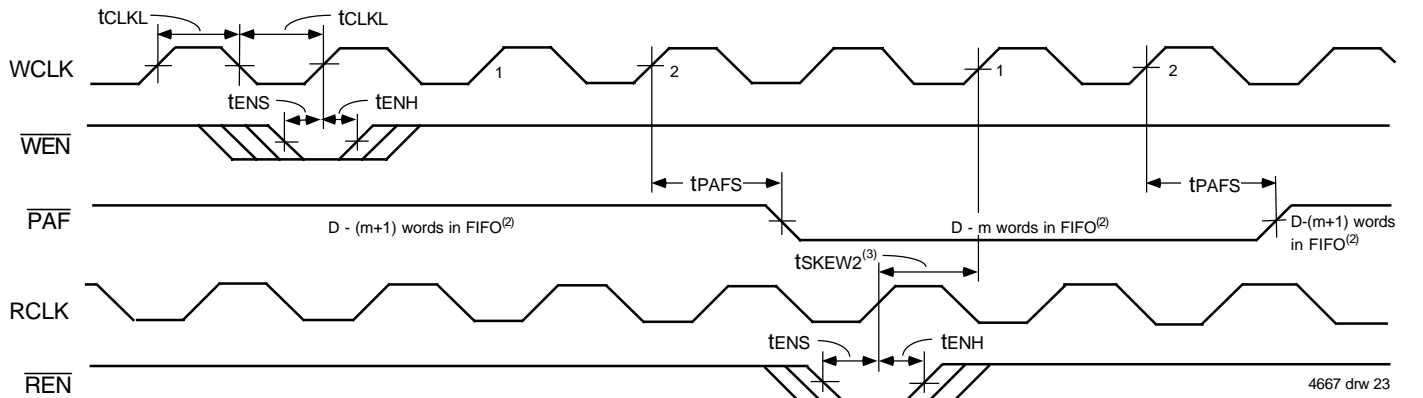 tCLKL tCLKL
WCLK 1 2 1 2
tENS tENH
WEN
tPAFS tPAFS
PAF
D - (m+1) words in FIFO(2) D - m words in FIFO(2) D-(m+1) words
in FIFO(2)
tSKEW2(3)
RCLK
tENS tENH
REN
4667 drw 23